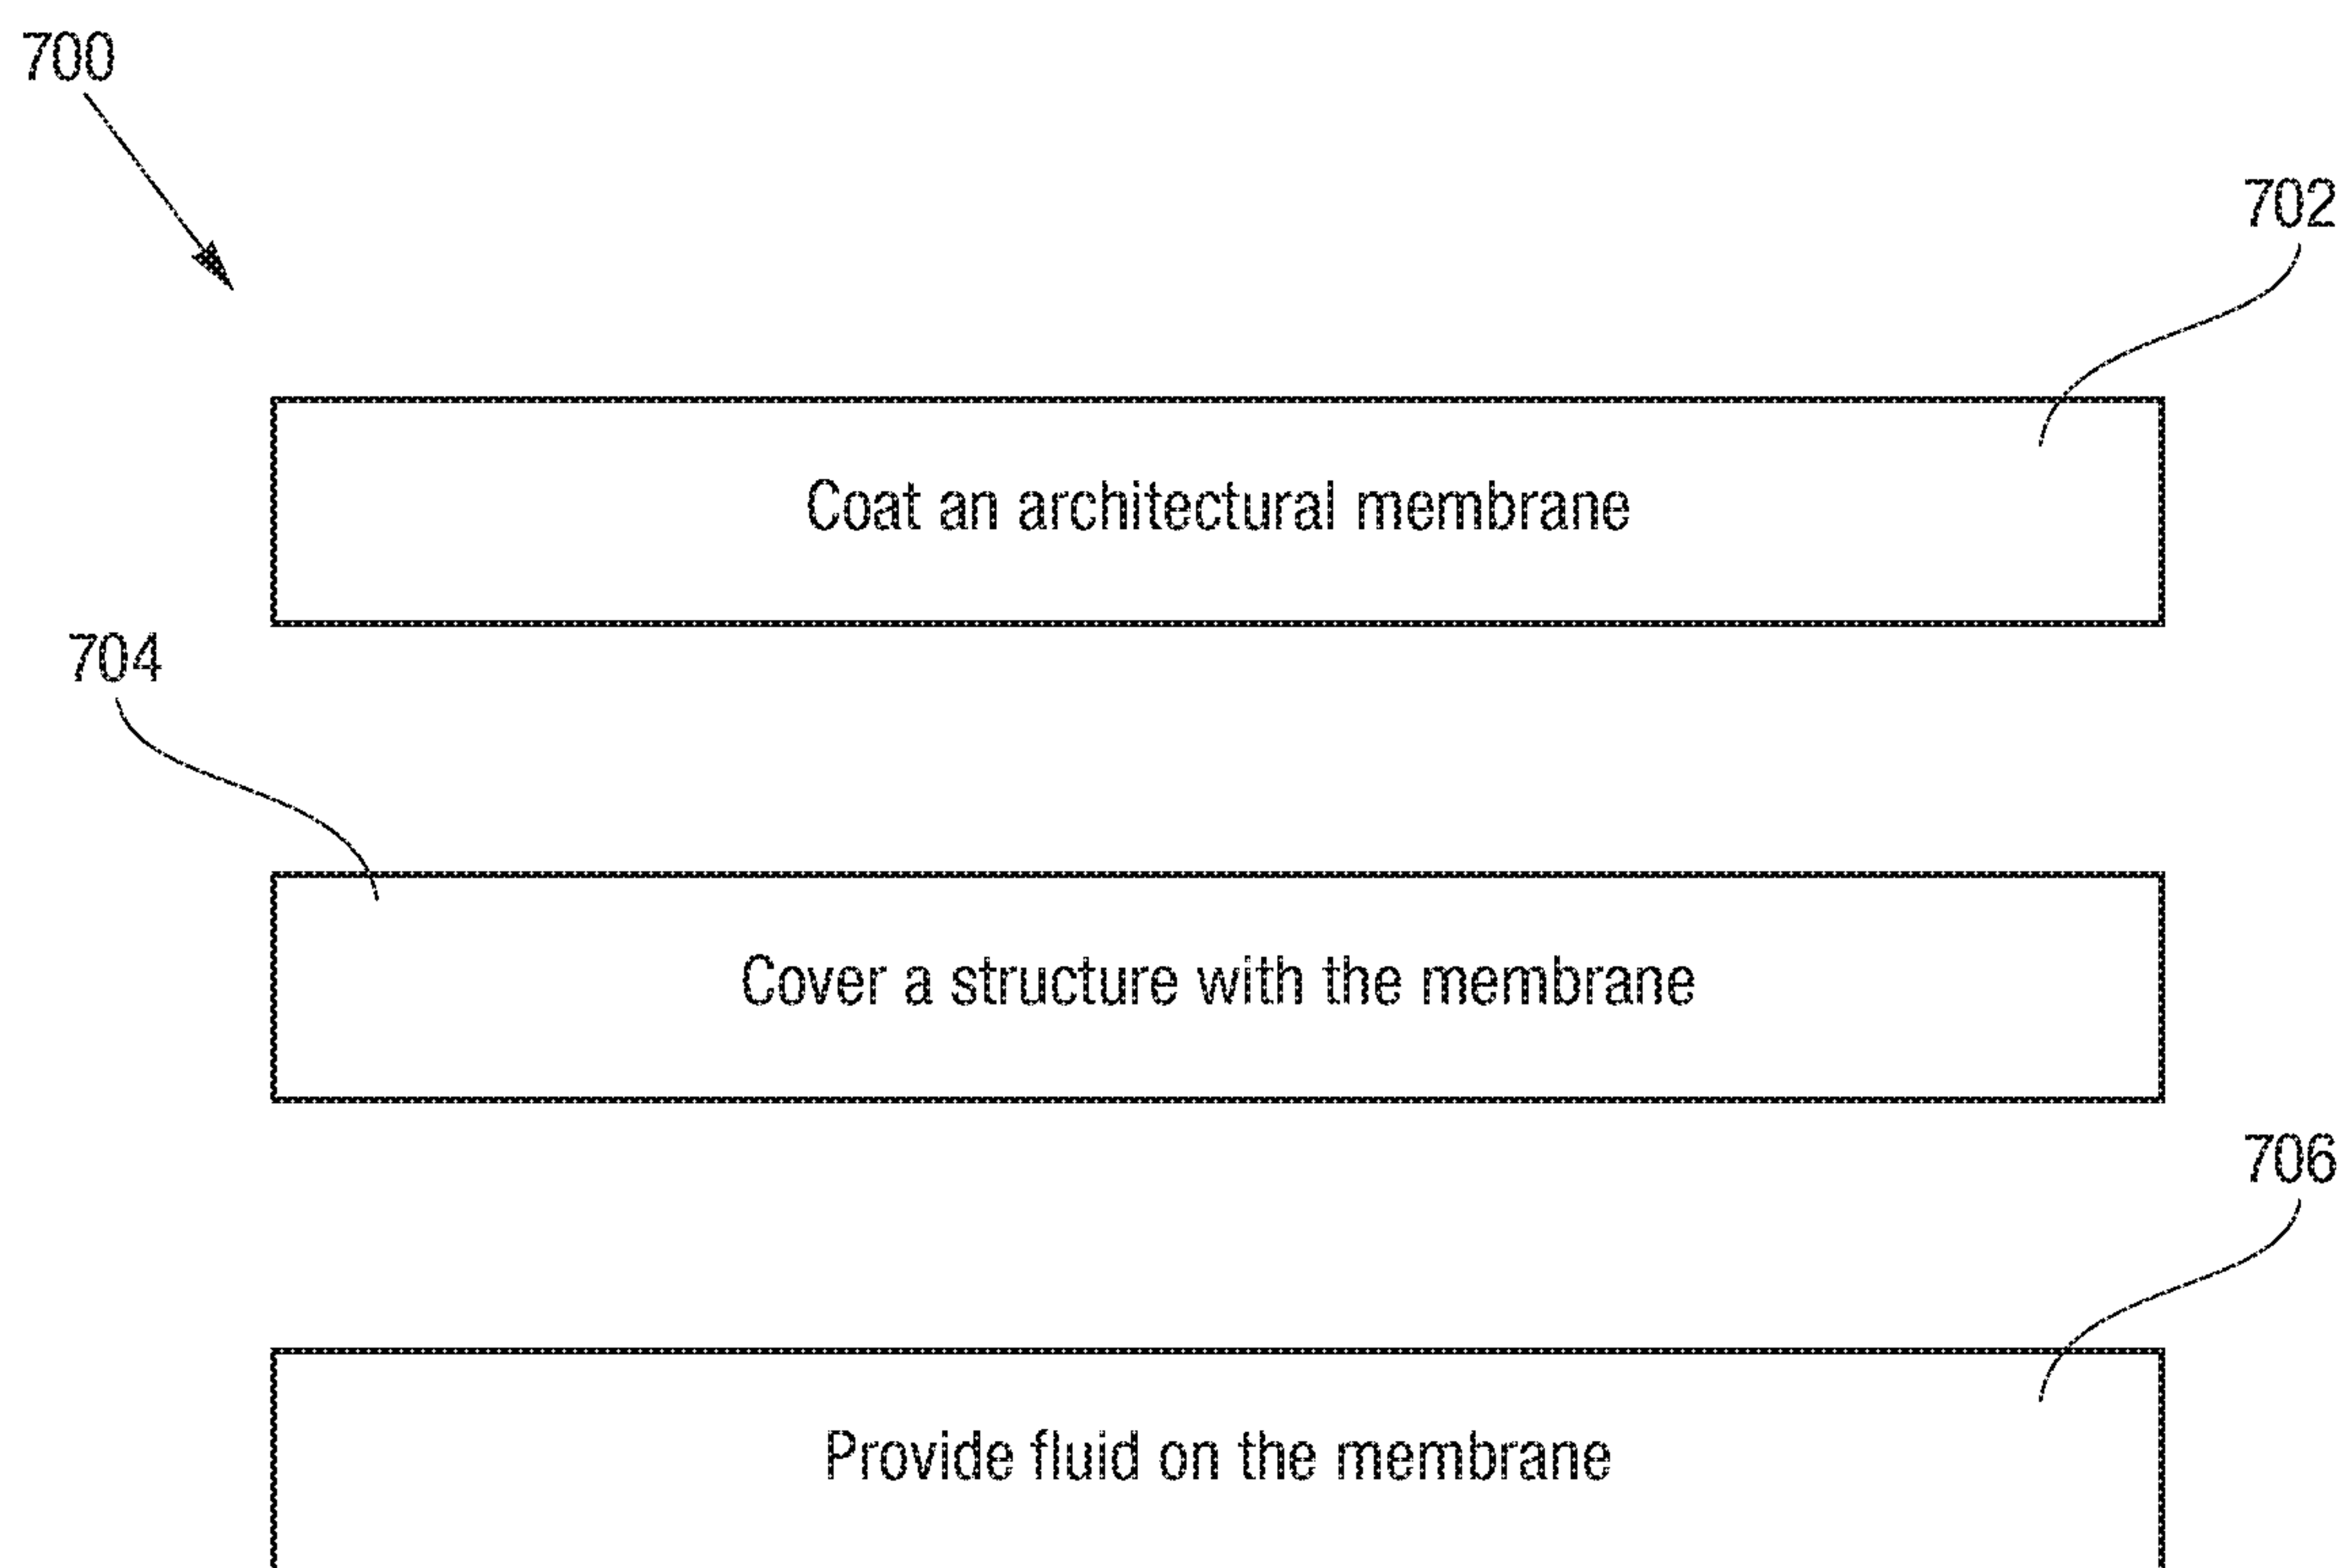 700
702
Coat an architectural membrane
704
Cover a structure with the membrane
706
Provide fluid on the membrane